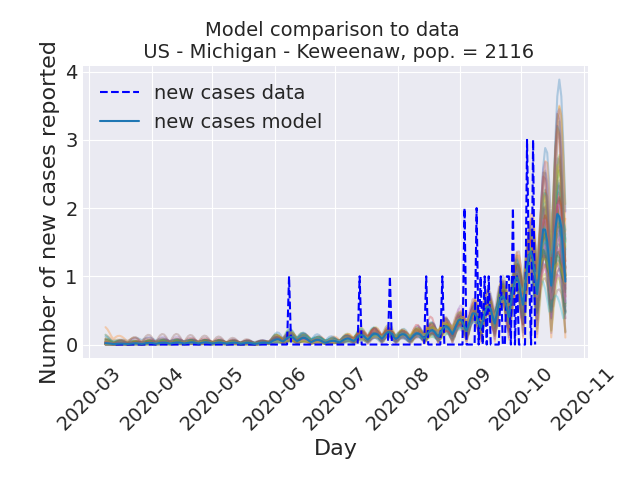 Model comparison to data
US - Michigan - Keweenaw, pop. = 2116
Number of new cases reported
4
3
2
1
0
new cases data
new cases model
2020-03
2020-04
2020-05
2020-06
2020-07
2020-08
2020-09
2020-10
2020-11
Day